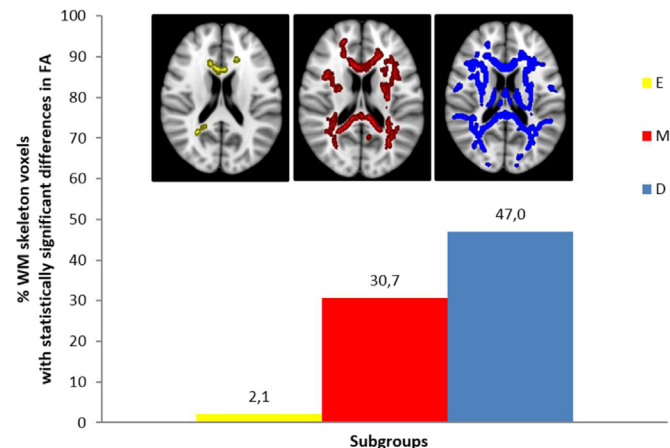 100
90
80
70
60
50
40
30
20
10
0
% WM skeleton voxels
with statistically significant differences in FA
2,1
30,7
47,0
Subgroups
E
M
D